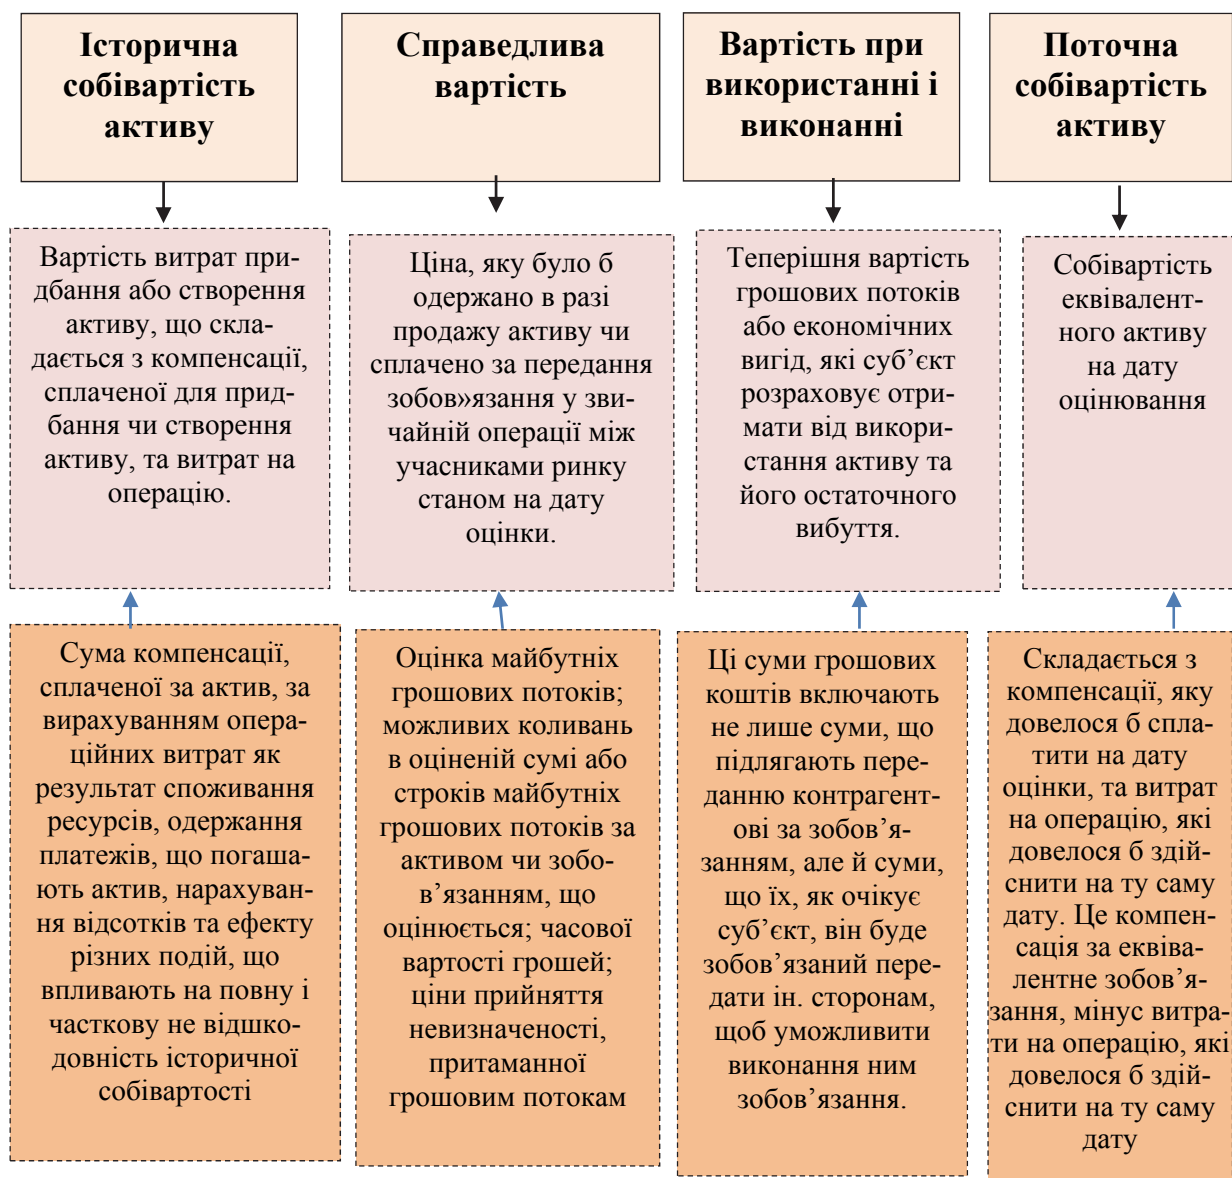 Історична
собівартість
активу
Справедлива
вартість
Вартість при
використанні і
виконанні
Поточна
собівартість
активу
Вартість витрат при-
дбання або створення
активу, що скла-
дається з компенсації,
сплаченої для прид-
бання чи створення
активу, та витрат на
операцію.
Ціна, яку було б
одержано в разі
продажу активу чи
сплачено за передання
зобов»язання у зви-
чайній операції між
учасниками ринку
станом на дату
оцінки.
Теперішня вартість
грошових потоків
або економічних
вигід, які суб’єкт
розраховує отри-
мати від викори-
стання активу та
його остаточного
вибуття.
Собівартість
еквівалент-
ного активу
на дату
оцінювання
Сума компенсації,
сплаченої за актив, за
вирахуванням опера-
ційних витрат як
результат споживання
ресурсів, одержання
платежів, що погаша-
ють актив, нарахуван-
ня відсотків та ефекту
різних подій, що
впливають на повну і
часткову не відшко-
довність історичної
собівартості
Оцінка майбутніх
грошових потоків;
можливих коливань
в оціненій сумі або
строків майбутніх
грошових потоків за
активом чи зобо-
в’язанням, що
оцінюється; часової
вартості грошей;
ціни прийняття
невизначеності,
притаманної
грошовим потокам
Ці суми грошових
коштів включають
не лише суми, що
підлягають пере-
данню контрагент-
ові за зобов’я-
занням, але й суми,
що їх, як очікує
суб’єкт, він буде
зобов’язаний пере-
дати ін. сторонам,
щоб уможливити
виконання ним
зобов’язання.
Складається з
компенсації, яку
довелося б спла-
тити на дату
оцінки, та витрат
на операцію, які
довелося б здій-
снити на ту саму
дату. Це компен-
сація за еквіва-
лентне зобов’я-
зання, мінус витра-
ти на операцію, які
довелося б здій-
снити на ту саму
дату